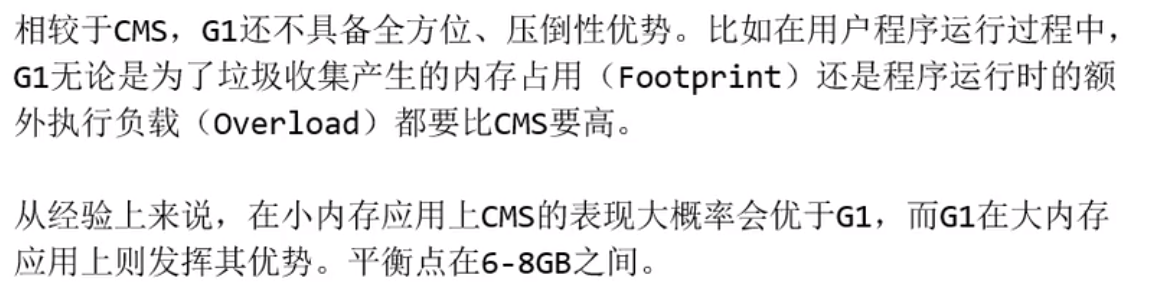 相较于CMS，G1还不具备全方位、压倒性优势。比如在用户程序运行过程中，
G1无论是为了垃圾收集产生的内存占用（Footprint）还是程序运行时的额
外执行负载（Overload）都要比CMS要高。
从经验上来说，在小内存应用上CMS的表现大概率会优于G1，而G1在大内存
应用上则发挥其优势。平衡点在6-8GB之间。